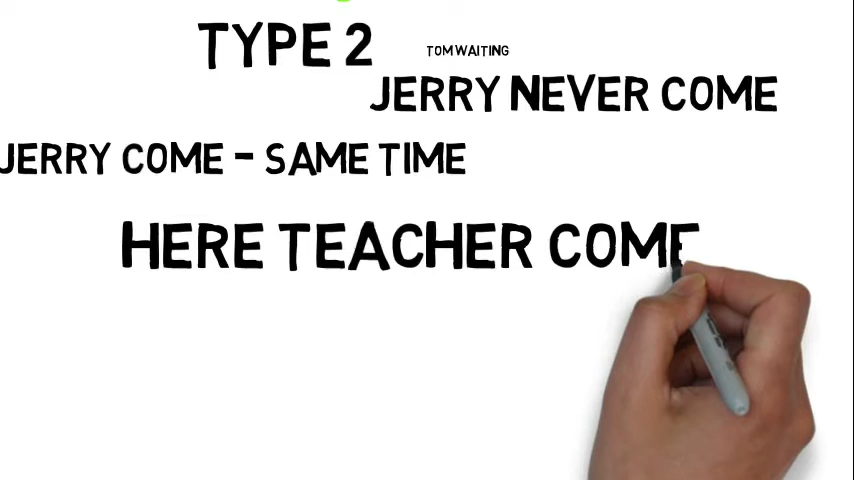 TYPE 2
TOM WAITING
JERRY NEVER COME
JERRY COME - SAME TIME
HERE TEACHER COME